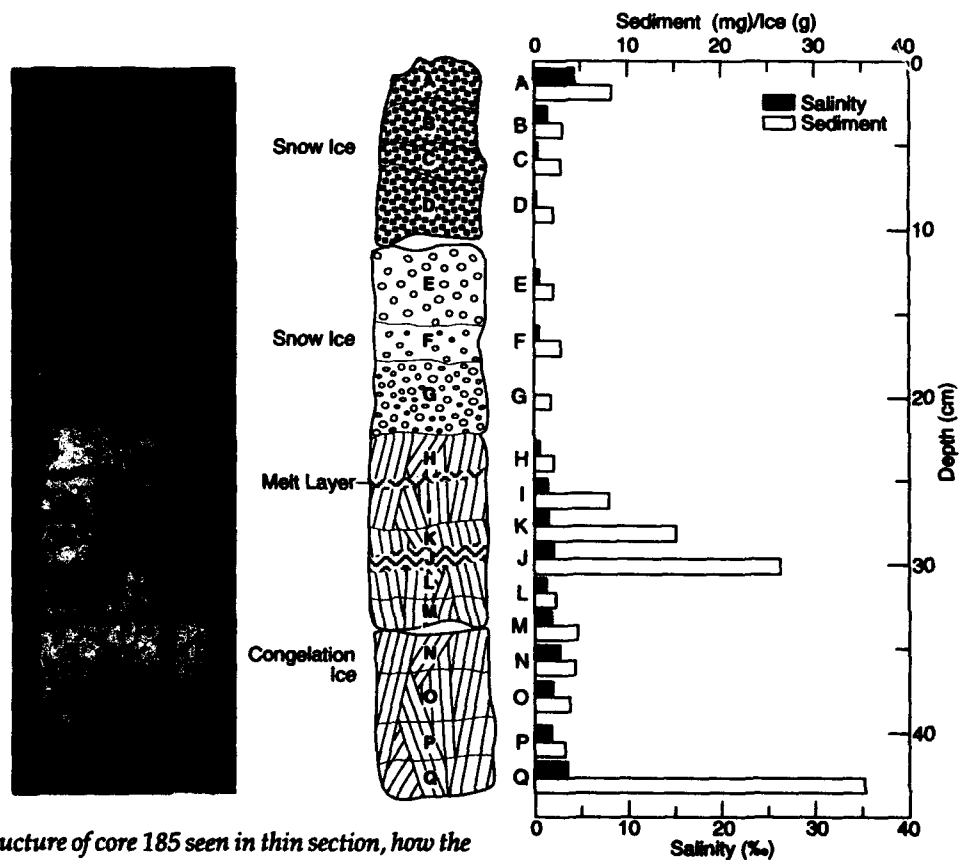 Sediment (mg)/Ice (g)
0 10 20 30 40
Salinity
Sediment
Snow Ice
Snow Ice
Melt Layer
Congelation Ice
A
B
C
D
E
F
G
H
I
K
J
L
M
N
O
P
Q
A
B
C
D
E
F
G
H
I
K
J
L
M
N
O
P
Q
0
10
20
30
40
Depth (cm)
0 10 20 30 40
Salinity (‰)
ucture of core 185 seen in thin section, how the